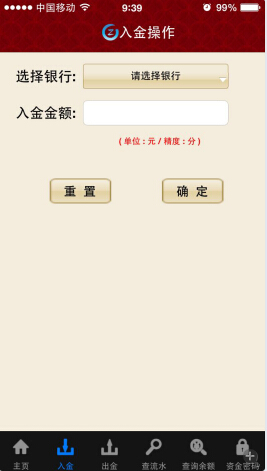 中国移动 9:39 99%
入金操作
选择银行: 请选择银行
入金金额:
( 单位 : 元 / 精度 : 分 )
重 置 确 定
主页 入金 出金 查流水 查询余额 资金密码